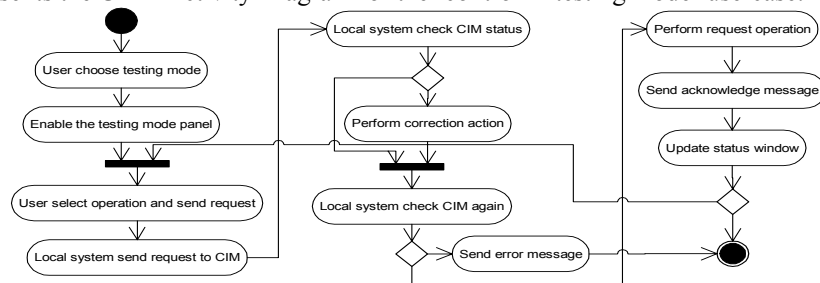 Local system check CIM status
Perform request operation
User choose testing mode
Send acknowledge message
Enable the testing mode panel
Perform correction action
Update status window
User select operation and send request
Local system check CIM again
Local system send request to CIM
Send error message